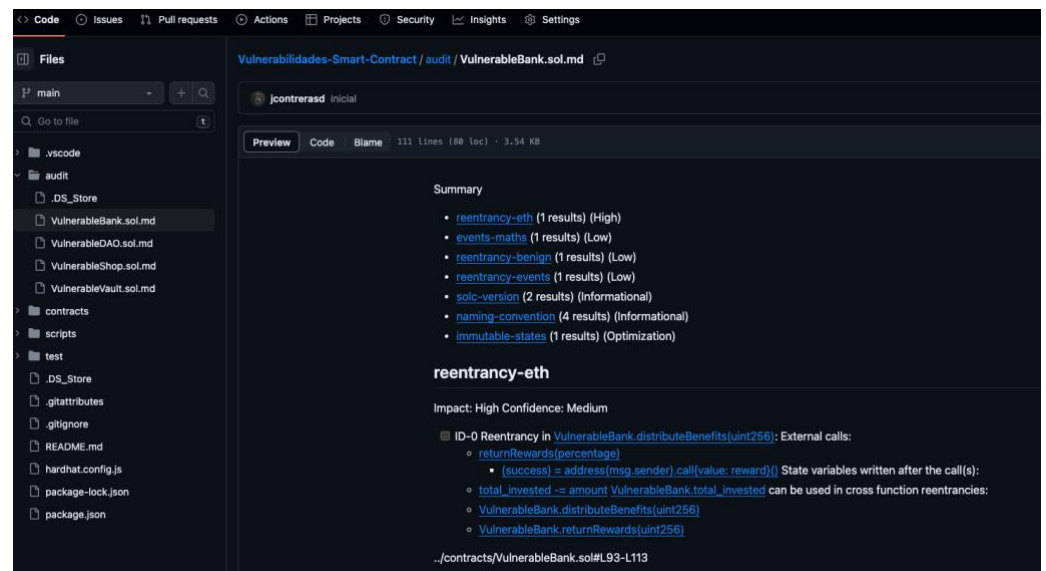 <> Code Issues Pull requests Actions Projects Security Insights Settings
Files
main
Go to file t
.vscode
audit
.DS_Store
VulnerableBank.sol.md
VulnerableDAO.sol.md
VulnerableShop.sol.md
VulnerableVault.sol.md
contracts
scripts
test
.DS_Store
.gitattributes
.gitignore
README.md
hardhat.config.js
package-lock.json
package.json
Vulnerabilidades-Smart-Contract / audit / VulnerableBank.sol.md
jcontrerasd inicial
Preview Code Blame 111 lines (80 loc) · 3.54 KB
Summary
• reentrancy-eth (1 results) (High)
• events-maths (1 results) (Low)
• reentrancy-benign (1 results) (Low)
• reentrancy-events (1 results) (Low)
• solc-version (2 results) (Informational)
• naming-convention (4 results) (Informational)
• immutable-states (1 results) (Optimization)
reentrancy-eth
Impact: High Confidence: Medium
ID-0 Reentrancy in VulnerableBank.distributeBenefits(uint256): External calls:
returnRewards(percentage)
(success) = address(msg.sender).call{value: reward}() State variables written after the call(s):
total_invested -= amount VulnerableBank.total_invested can be used in cross function reentrancies:
VulnerableBank.distributeBenefits(uint256)
VulnerableBank.returnRewards(uint256)
../contracts/VulnerableBank.sol#L93-L113